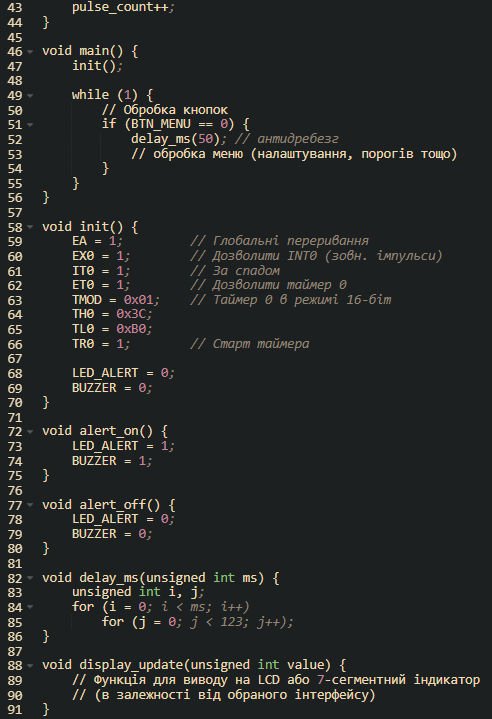 43 pulse_count++;
44 }
45
46 void main() {
47 init();
48
49 while (1) {
50 // Обробка кнопок
51 if (BTN_MENU == 0) {
52 delay_ms(50); // антидребезг
53 // обробка меню (налаштування, порогів тощо)
54 }
55 }
56 }
57
58 void init() {
59 EA = 1; // Глобальні переривання
60 EX0 = 1; // Дозволити INT0 (зовн. імпульси)
61 IT0 = 1; // За спадом
62 ET0 = 1; // Дозволити таймер 0
63 TMOD = 0x01; // Таймер 0 в режимі 16-біт
64 TH0 = 0x3C;
65 TL0 = 0xB0;
66 TR0 = 1; // Старт таймера
67
68 LED_ALERT = 0;
69 BUZZER = 0;
70 }
71
72 void alert_on() {
73 LED_ALERT = 1;
74 BUZZER = 1;
75 }
76
77 void alert_off() {
78 LED_ALERT = 0;
79 BUZZER = 0;
80 }
81
82 void delay_ms(unsigned int ms) {
83 unsigned int i, j;
84 for (i = 0; i < ms; i++)
85 for (j = 0; j < 123; j++);
86 }
87
88 void display_update(unsigned int value) {
89 // Функція для виводу на LCD або 7-сегментний індикатор
90 // (в залежності від обраного інтерфейсу)
91 }